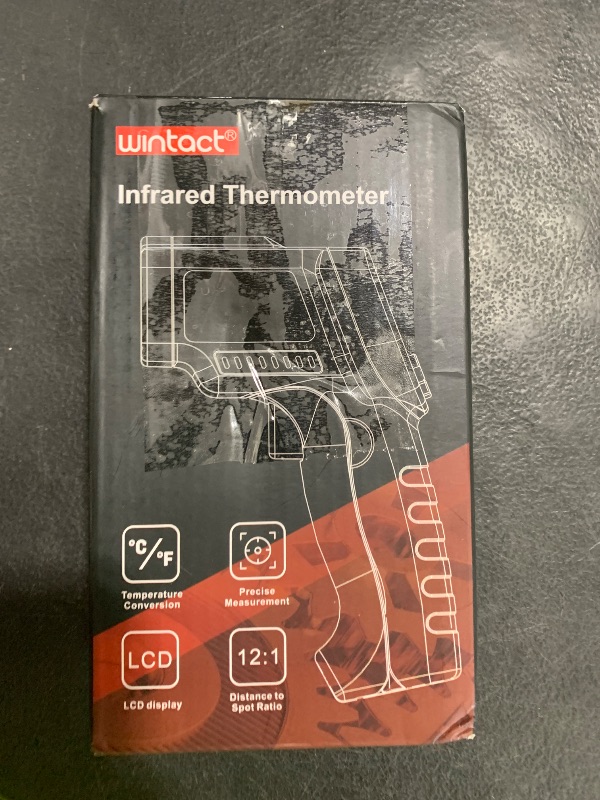 wintact®
Infrared Thermometer
°C/°F
Temperature
Conversion
Precise
Measurement
LCD
LCD display
12:1
Distance to
Spot Ratio